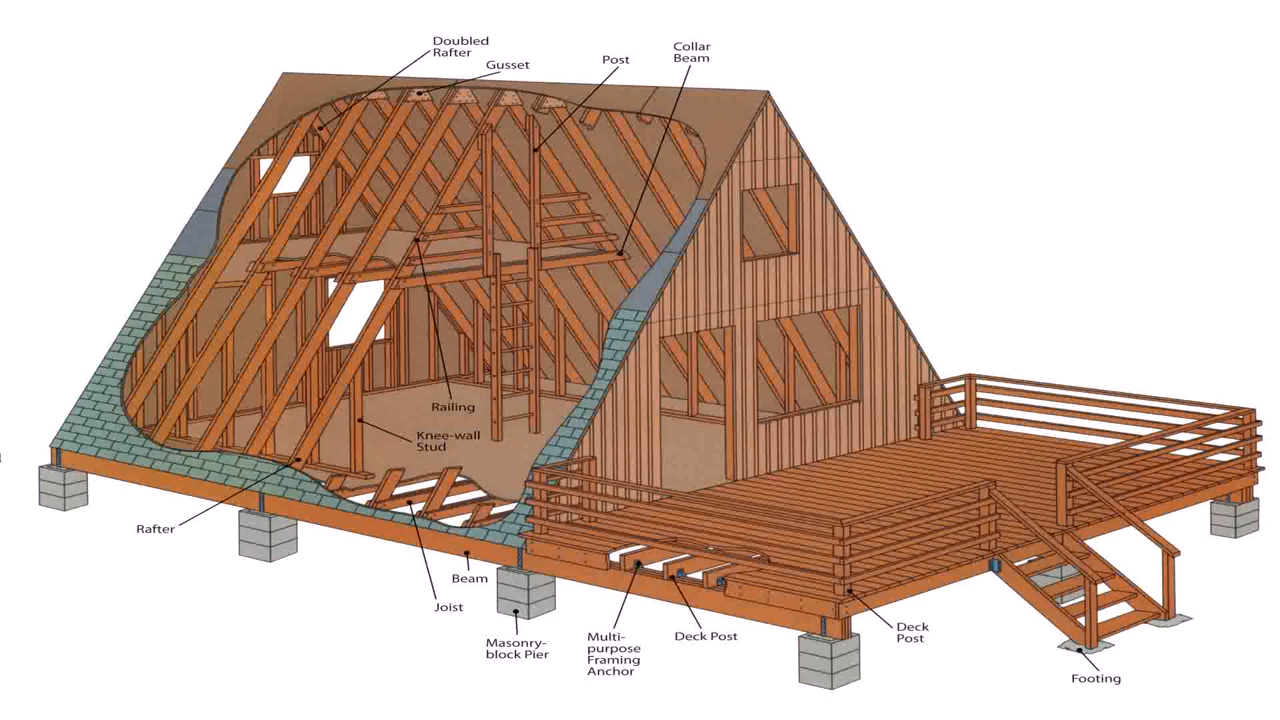 Doubled
Rafter
Gusset
Post
Collar
Beam
Railing
Knee-wall
Stud
Rafter
Beam
Joist
Masonry-
block Pier
Multi-
purpose
Framing
Anchor
Deck Post
Deck
Post
Footing